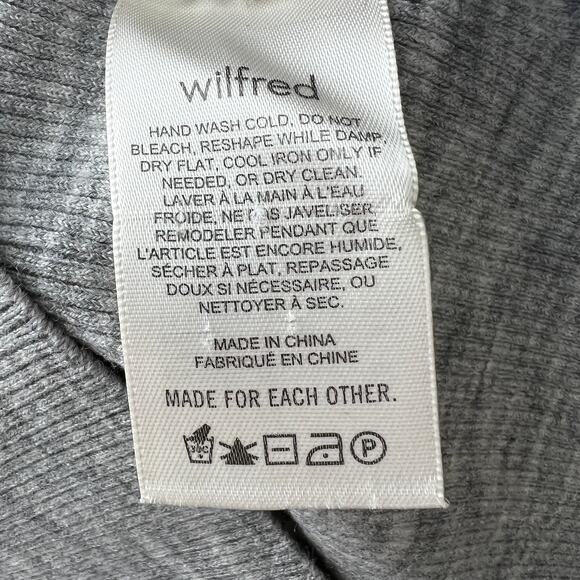 wilfred
HAND WASH COLD, DO NOT
BLEACH, RESHAPE WHILE DAMP,
DRY FLAT, COOL IRON ONLY IF
NEEDED, OR DRY CLEAN.
LAVER À LA MAIN À L'EAU
FROIDE, NE PAS JAVELISER,
REMODELER PENDANT QUE
L'ARTICLE EST ENCORE HUMIDE,
SÉCHER À PLAT, REPASSAGE
DOUX SI NÉCESSAIRE, OU
NETTOYER À SEC.
MADE IN CHINA
FABRIQUÉ EN CHINE
MADE FOR EACH OTHER.
30C P